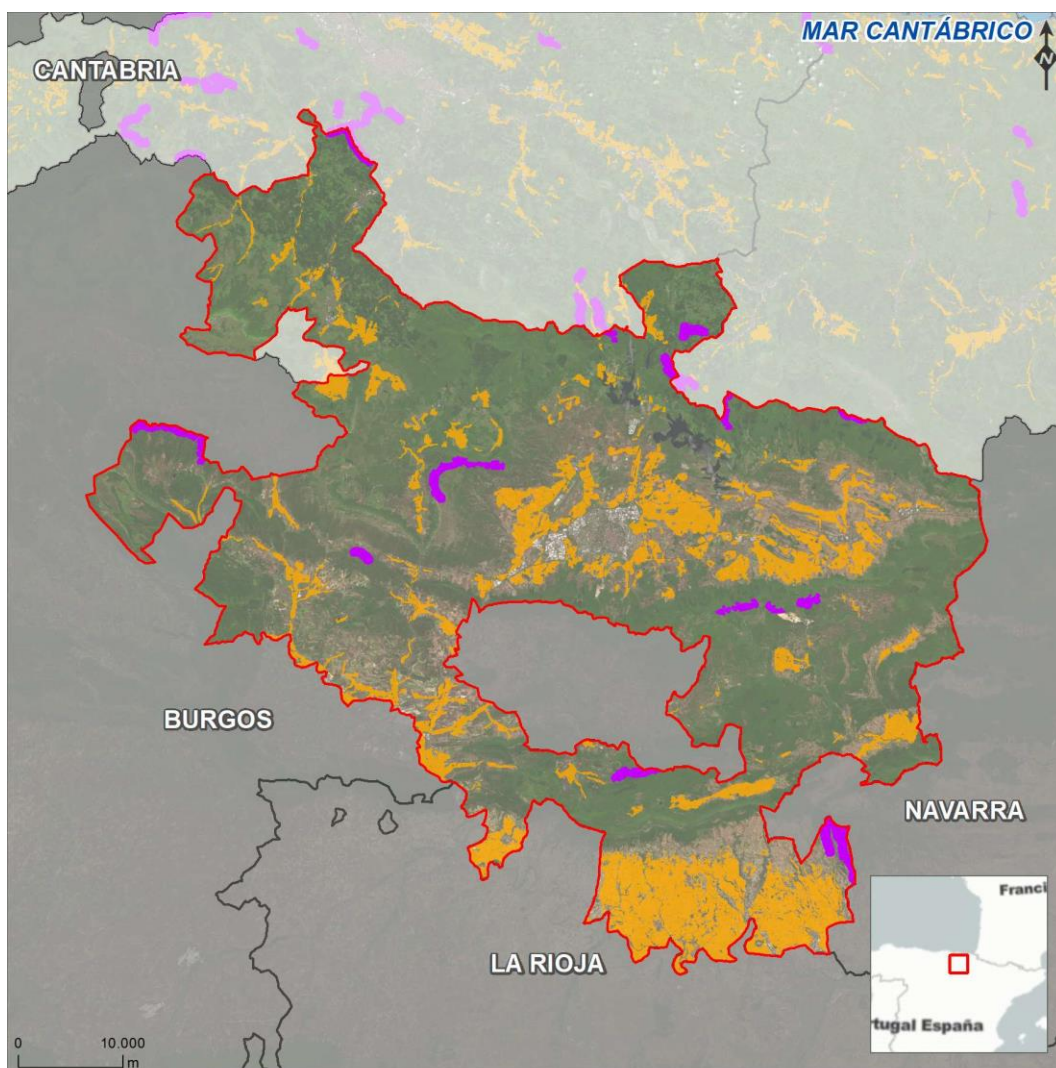 MAR CANTÁBRICO
N
CANTABRIA
BURGOS
NAVARRA
LA RIOJA
Franci
rtugal España
0 10.000
m